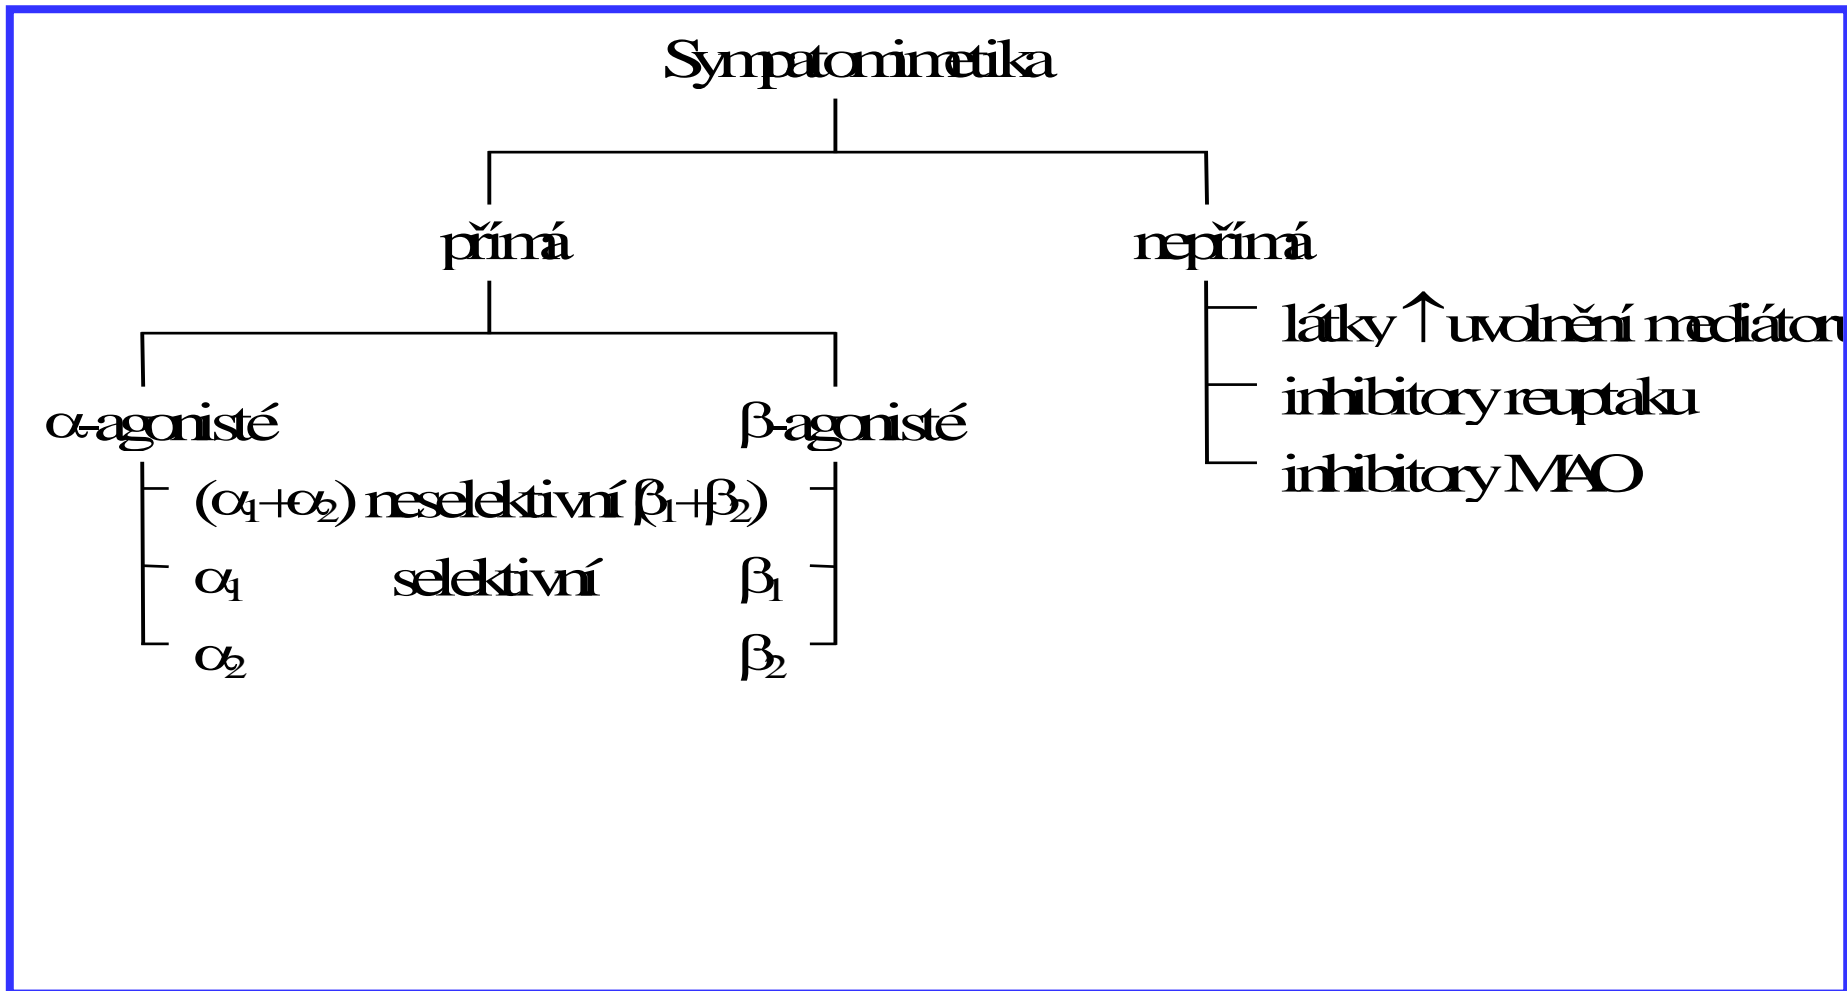 Sympatomimetika
přímá nepřímá
látky ↑ uvolnění mediátoru
inhibitory reuptaku
α-agonisté β-agonisté
inhibitory MAO
(α₁+α₂) neselektivní (β₁+β₂)
α₁ selektivní β₁
α₂ β₂